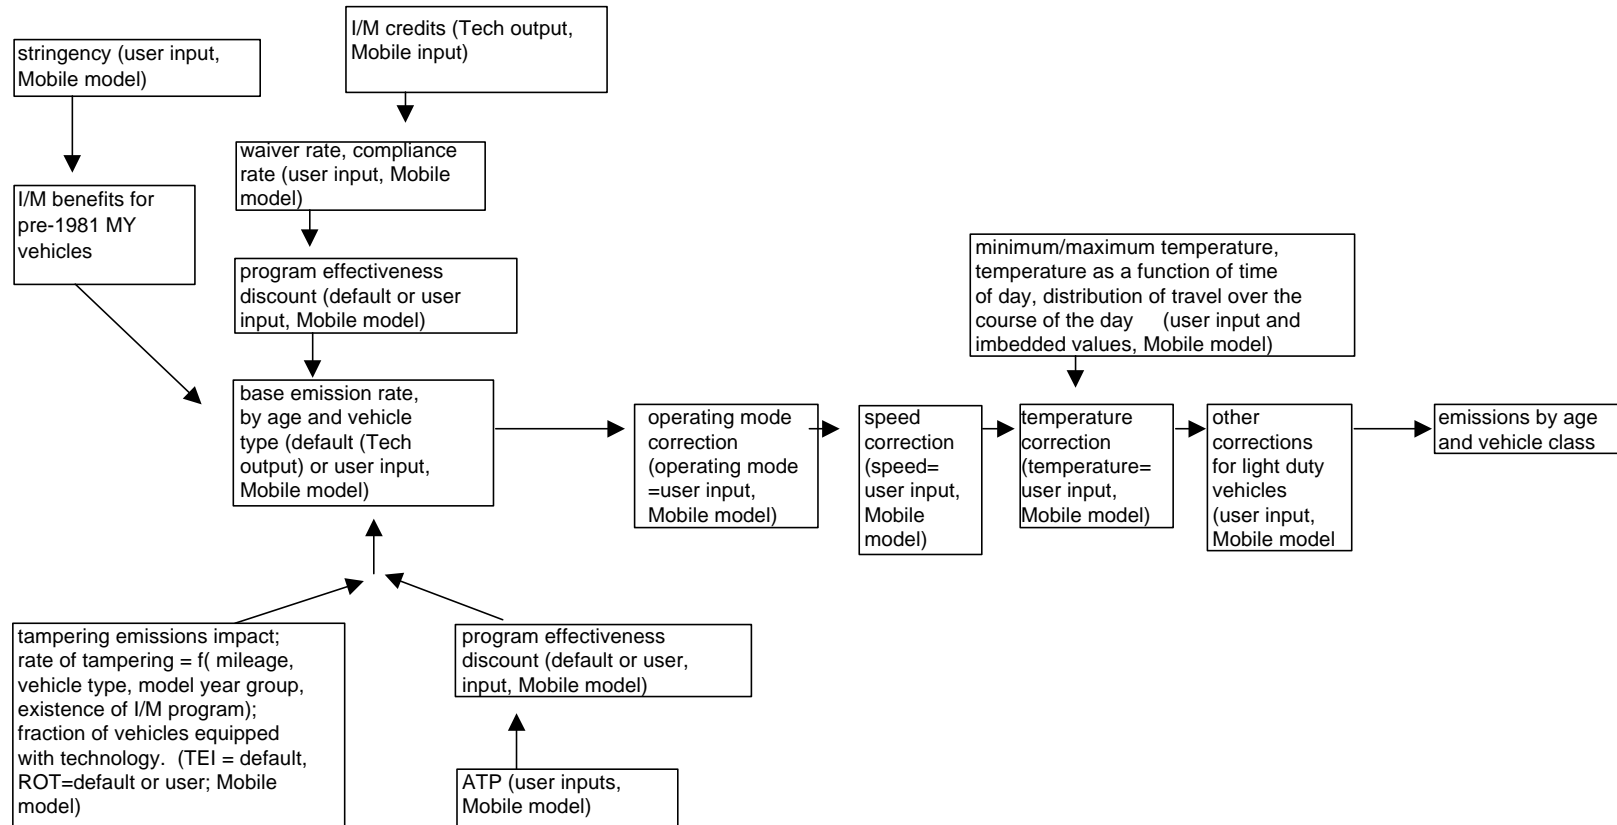 I/M credits (Tech output,
Mobile input)
stringency (user input,
Mobile model)
waiver rate, compliance
rate (user input, Mobile
model)
I/M benefits for
pre-1981 MY
vehicles
program effectiveness
discount (default or user
input, Mobile model)
minimum/maximum temperature,
temperature as a function of time
of day, distribution of travel over the
course of the day (user input and
imbedded values, Mobile model)
base emission rate,
by age and vehicle
type (default (Tech
output) or user input,
Mobile model)
operating mode
correction
(operating mode
=user input,
Mobile model)
speed
correction
(speed=
user input,
Mobile
model)
temperature
correction
(temperature=
user input,
Mobile model)
other
corrections
for light duty
vehicles
(user input,
Mobile model
emissions by age
and vehicle class
tampering emissions impact;
rate of tampering = f( mileage,
vehicle type, model year group,
existence of I/M program);
fraction of vehicles equipped
with technology. (TEI = default,
ROT=default or user; Mobile
model)
program effectiveness
discount (default or user,
input, Mobile model)
ATP (user inputs,
Mobile model)